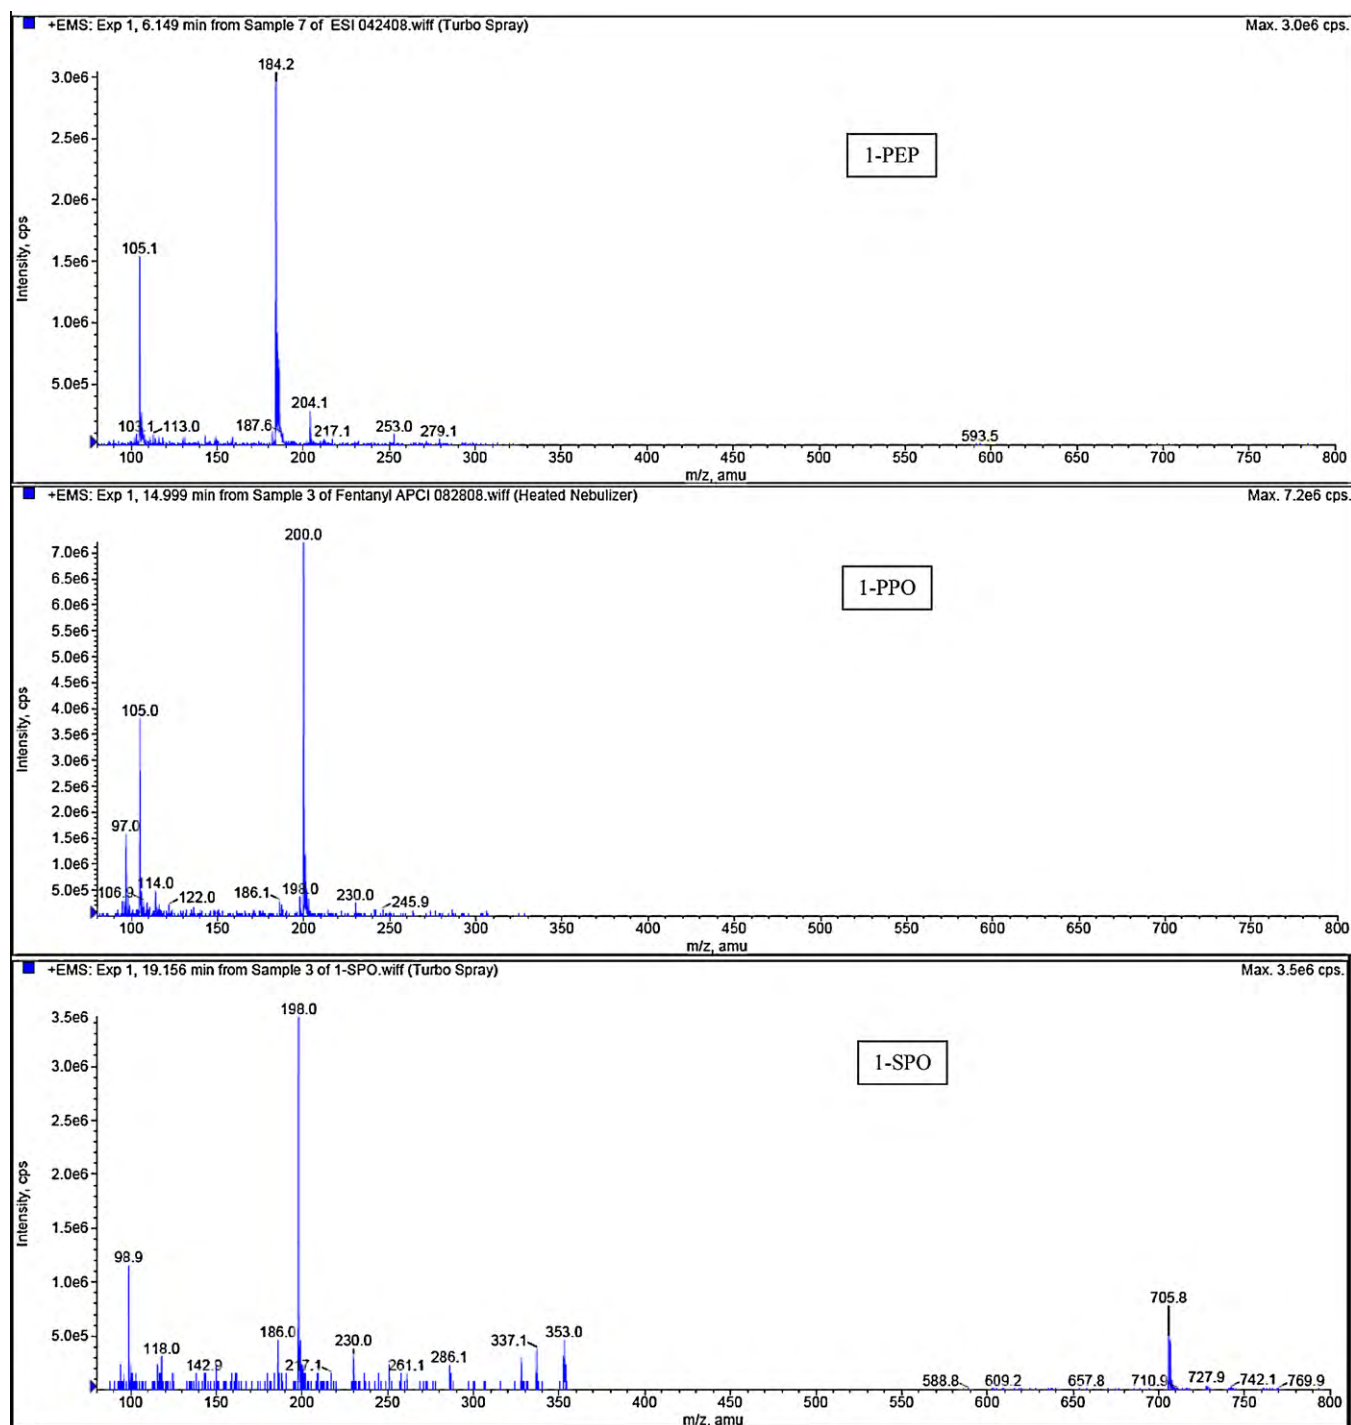 +EMS: Exp 1, 6.149 min from Sample 7 of ESI 042408.wiff (Turbo Spray) Max. 3.0e6 cps.
184.2
3.0e6
2.5e6
1-PEP
2.0e6
105.1
1.5e6
Intensity, cps
1.0e6
5.0e5
204.1
103.1 113.0 187.6 217.1 253.0 279.1 593.5
100 150 200 250 300 350 400 450 500 550 600 650 700 750 800
m/z, amu
+EMS: Exp 1, 14.999 min from Sample 3 of Fentanyl APCI 082808.wiff (Heated Nebulizer) Max. 7.2e6 cps.
200.0
7.0e6
6.5e6
1-PPO
6.0e6
5.5e6
5.0e6
4.5e6
4.0e6
105.0
3.5e6
Intensity, cps
3.0e6
2.5e6
2.0e6
97.0
1.5e6
1.0e6
5.0e5
106.9 114.0 122.0 186.1 198.0 230.0 245.9
100 150 200 250 300 350 400 450 500 550 600 650 700 750 800
m/z, amu
+EMS: Exp 1, 19.156 min from Sample 3 of 1-SPO.wiff (Turbo Spray) Max. 3.5e6 cps.
198.0
3.5e6
1-SPO
3.0e6
2.5e6
2.0e6
Intensity, cps
1.5e6
98.9
1.0e6
705.8
5.0e5
118.0 142.9 186.0 217.1 230.0 261.1 286.1 337.1 353.0
588.8 609.2 657.8 710.9 727.9 742.1 769.9
100 150 200 250 300 350 400 450 500 550 600 650 700 750 800
m/z, amu